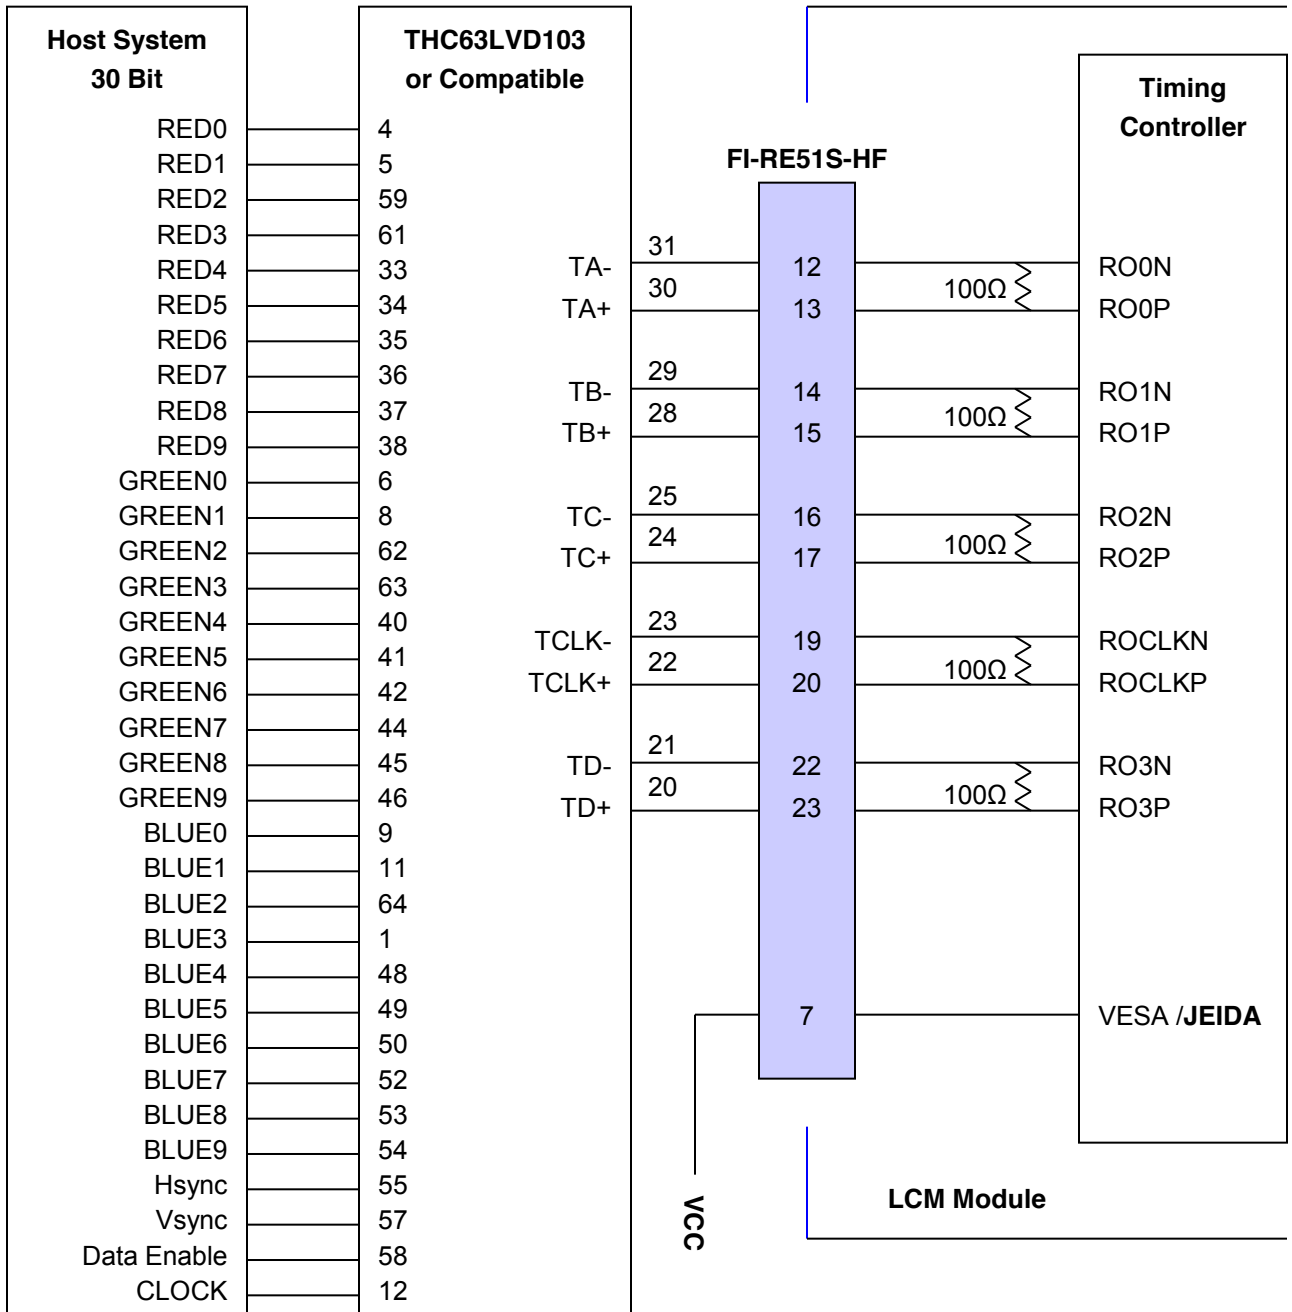 Host System
30 Bit
RED0
RED1
RED2
RED3
RED4
RED5
RED6
RED7
RED8
RED9
GREEN0
GREEN1
GREEN2
GREEN3
GREEN4
GREEN5
GREEN6
GREEN7
GREEN8
GREEN9
BLUE0
BLUE1
BLUE2
BLUE3
BLUE4
BLUE5
BLUE6
BLUE7
BLUE8
BLUE9
Hsync
Vsync
Data Enable
CLOCK
THC63LVD103
or Compatible
4
5
59
61
33
34
35
36
37
38
6
8
62
63
40
41
42
44
45
46
9
11
64
1
48
49
50
52
53
54
55
57
58
12
TA-
TA+
TB-
TB+
TC-
TC+
TCLK-
TCLK+
TD-
TD+
31
30
29
28
25
24
23
22
21
20
FI-RE51S-HF
12
13
14
15
16
17
19
20
22
23
7
VCC
100Ω
100Ω
100Ω
100Ω
100Ω
Timing
Controller
RO0N
RO0P
RO1N
RO1P
RO2N
RO2P
ROCLKN
ROCLKP
RO3N
RO3P
VESA /JEIDA
LCM Module